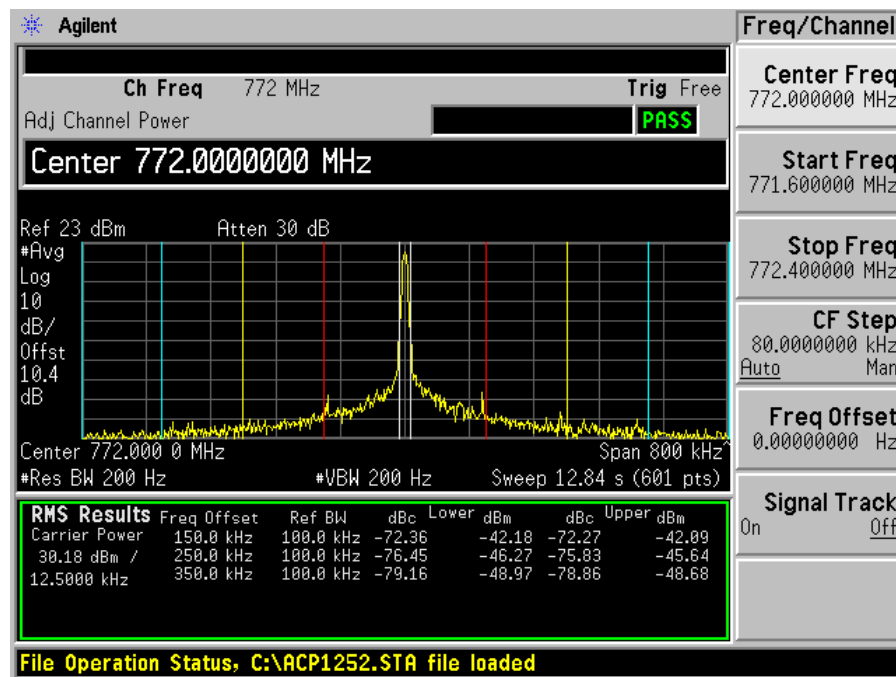 Agilent
Freq/Channel
Ch Freq 772 MHz Trig Free
Adj Channel Power PASS
Center 772.0000000 MHz
Ref 23 dBm Atten 30 dB
#Avg
Log
10
dB/
Offst
10.4
dB
Center 772.000 0 MHz Span 800 kHz^
#Res BW 200 Hz #VBW 200 Hz Sweep 12.84 s (601 pts)
RMS Results Freq Offset Ref BW dBc Lower dBm dBc Upper dBm
Carrier Power 150.0 kHz 100.0 kHz -72.36 -42.18 -72.27 -42.09
30.18 dBm / 250.0 kHz 100.0 kHz -76.45 -46.27 -75.83 -45.64
12.5000 kHz 350.0 kHz 100.0 kHz -79.16 -48.97 -78.86 -48.68
File Operation Status, C:\ACP1252.STA file loaded
Center Freq
772.000000 MHz
Start Freq
771.600000 MHz
Stop Freq
772.400000 MHz
CF Step
80.0000000 kHz
Auto Man
Freq Offset
0.00000000 Hz
Signal Track
On Off